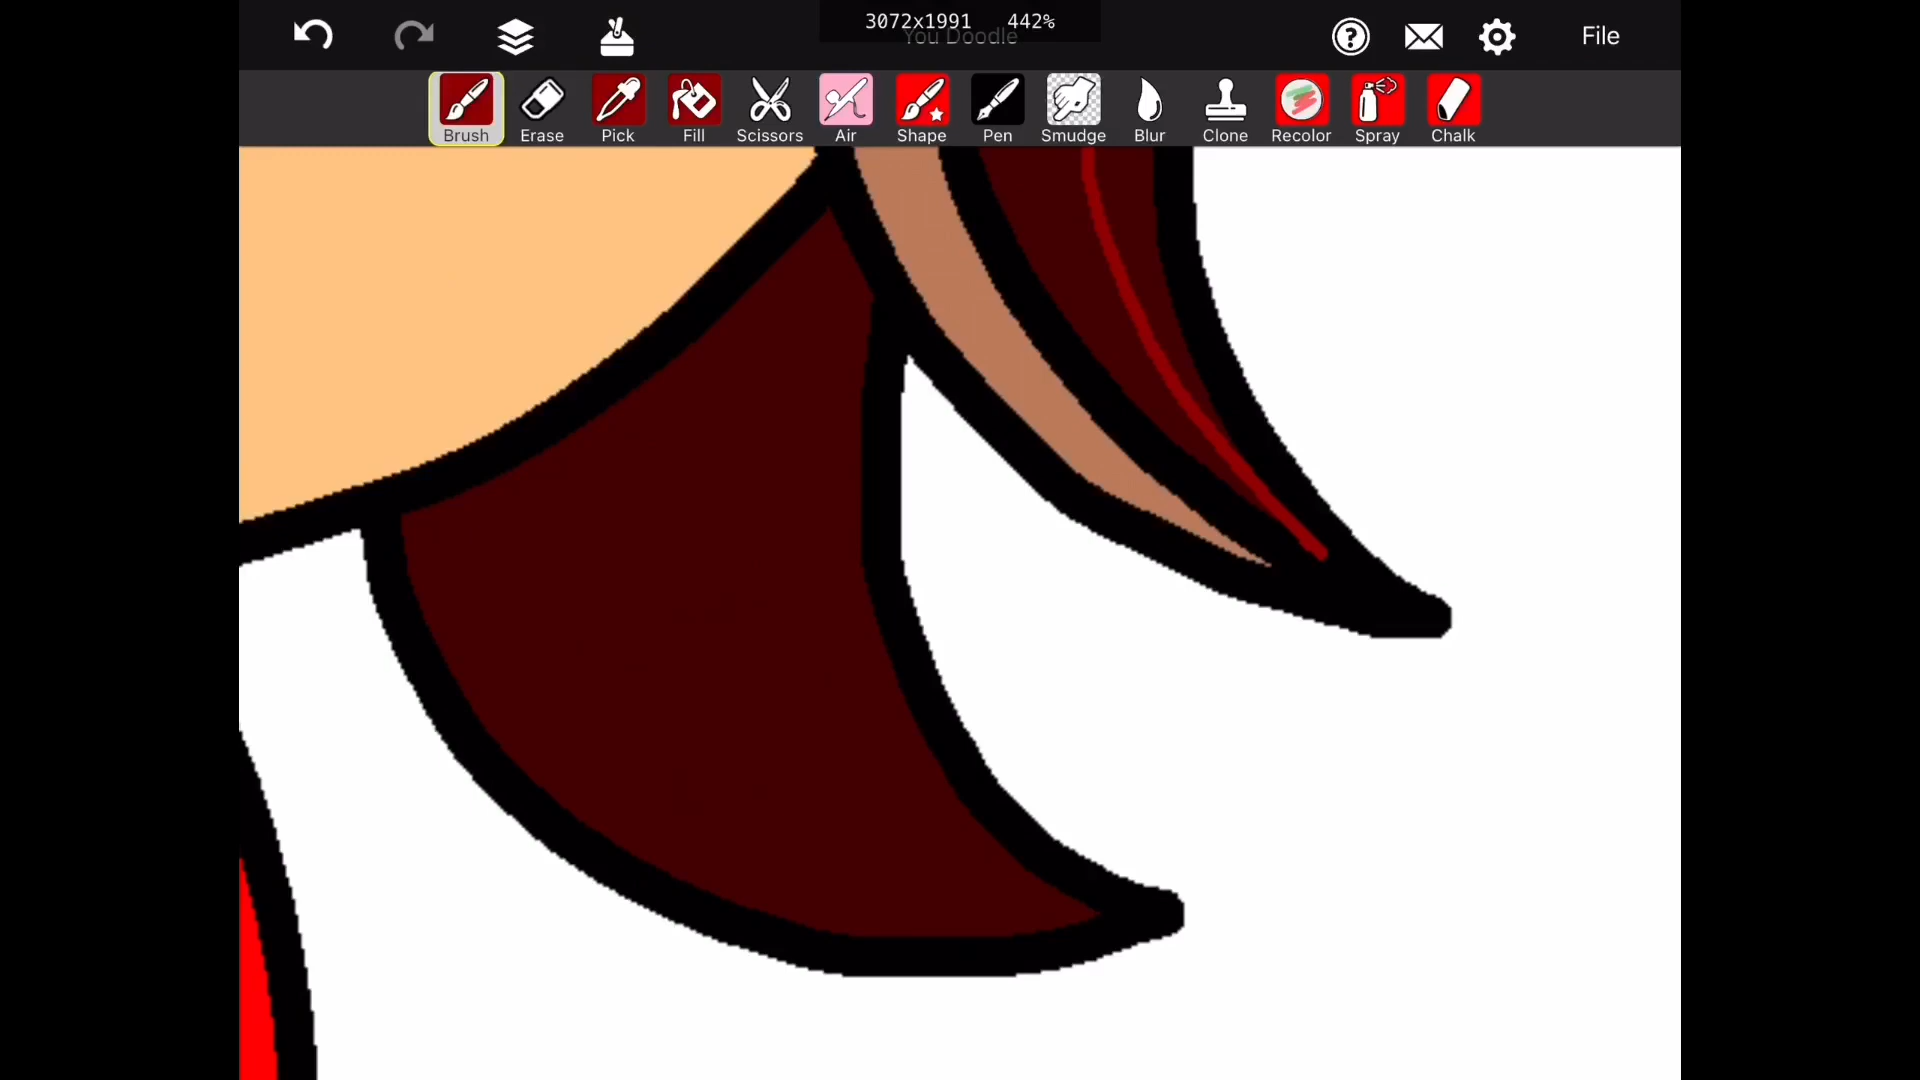 3072x1991 442%
You Doodle
File
Brush Erase Pick Fill Scissors Air Shape Pen Smudge Blur Clone Recolor Spray Chalk